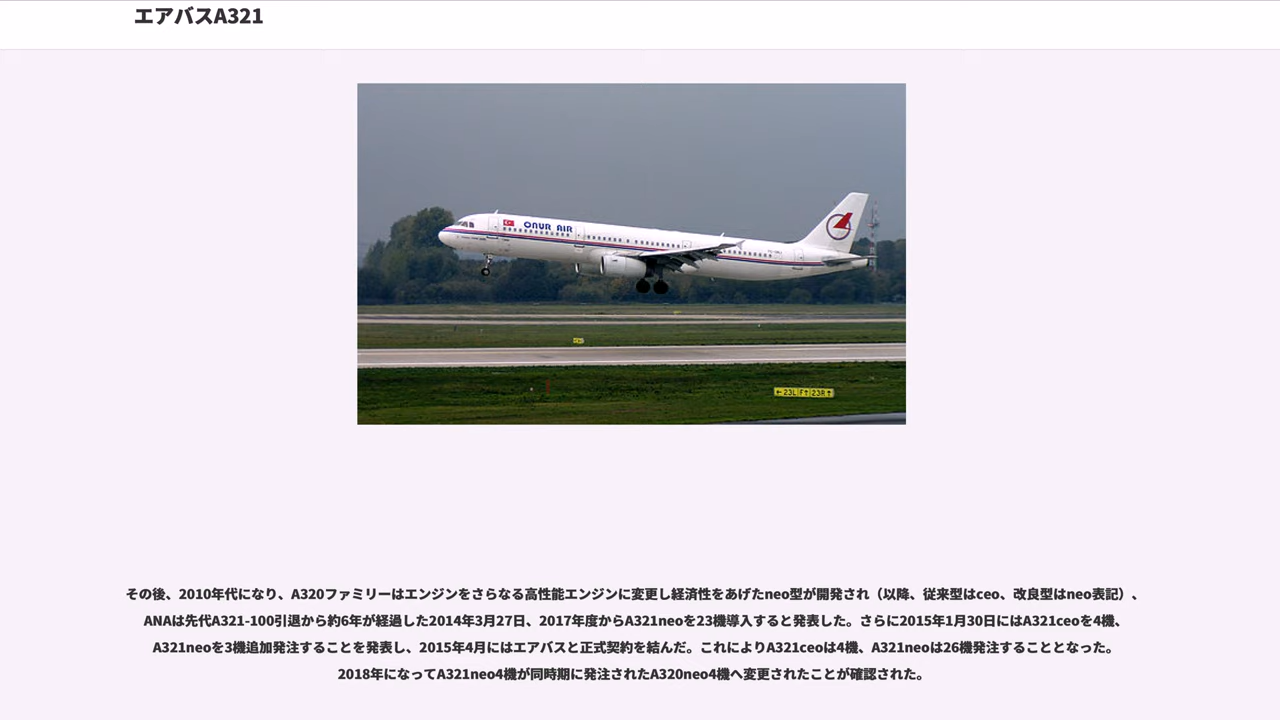 エアバスA321
ONUR AIR
←23L F↑ 23R↑
その後、2010年代になり、A320ファミリーはエンジンをさらなる高性能エンジンに変更し経済性をあげたneo型が開発され（以降、従来型はceo、改良型はneo表記）、
ANAは先代A321-100引退から約6年が経過した2014年3月27日、2017年度からA321neoを23機導入すると発表した。さらに2015年1月30日にはA321ceoを4機、
A321neoを3機追加発注することを発表し、2015年4月にはエアバスと正式契約を結んだ。これによりA321ceoは4機、A321neoは26機発注することとなった。
2018年になってA321neo4機が同時期に発注されたA320neo4機へ変更されたことが確認された。